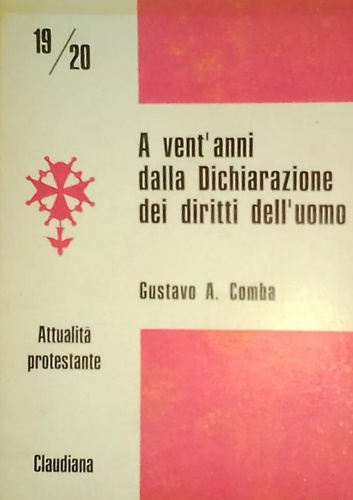 19/20
A vent'anni
dalla Dichiarazione
dei diritti dell'uomo
Gustavo A. Comba
Attualità
protestante
Claudiana